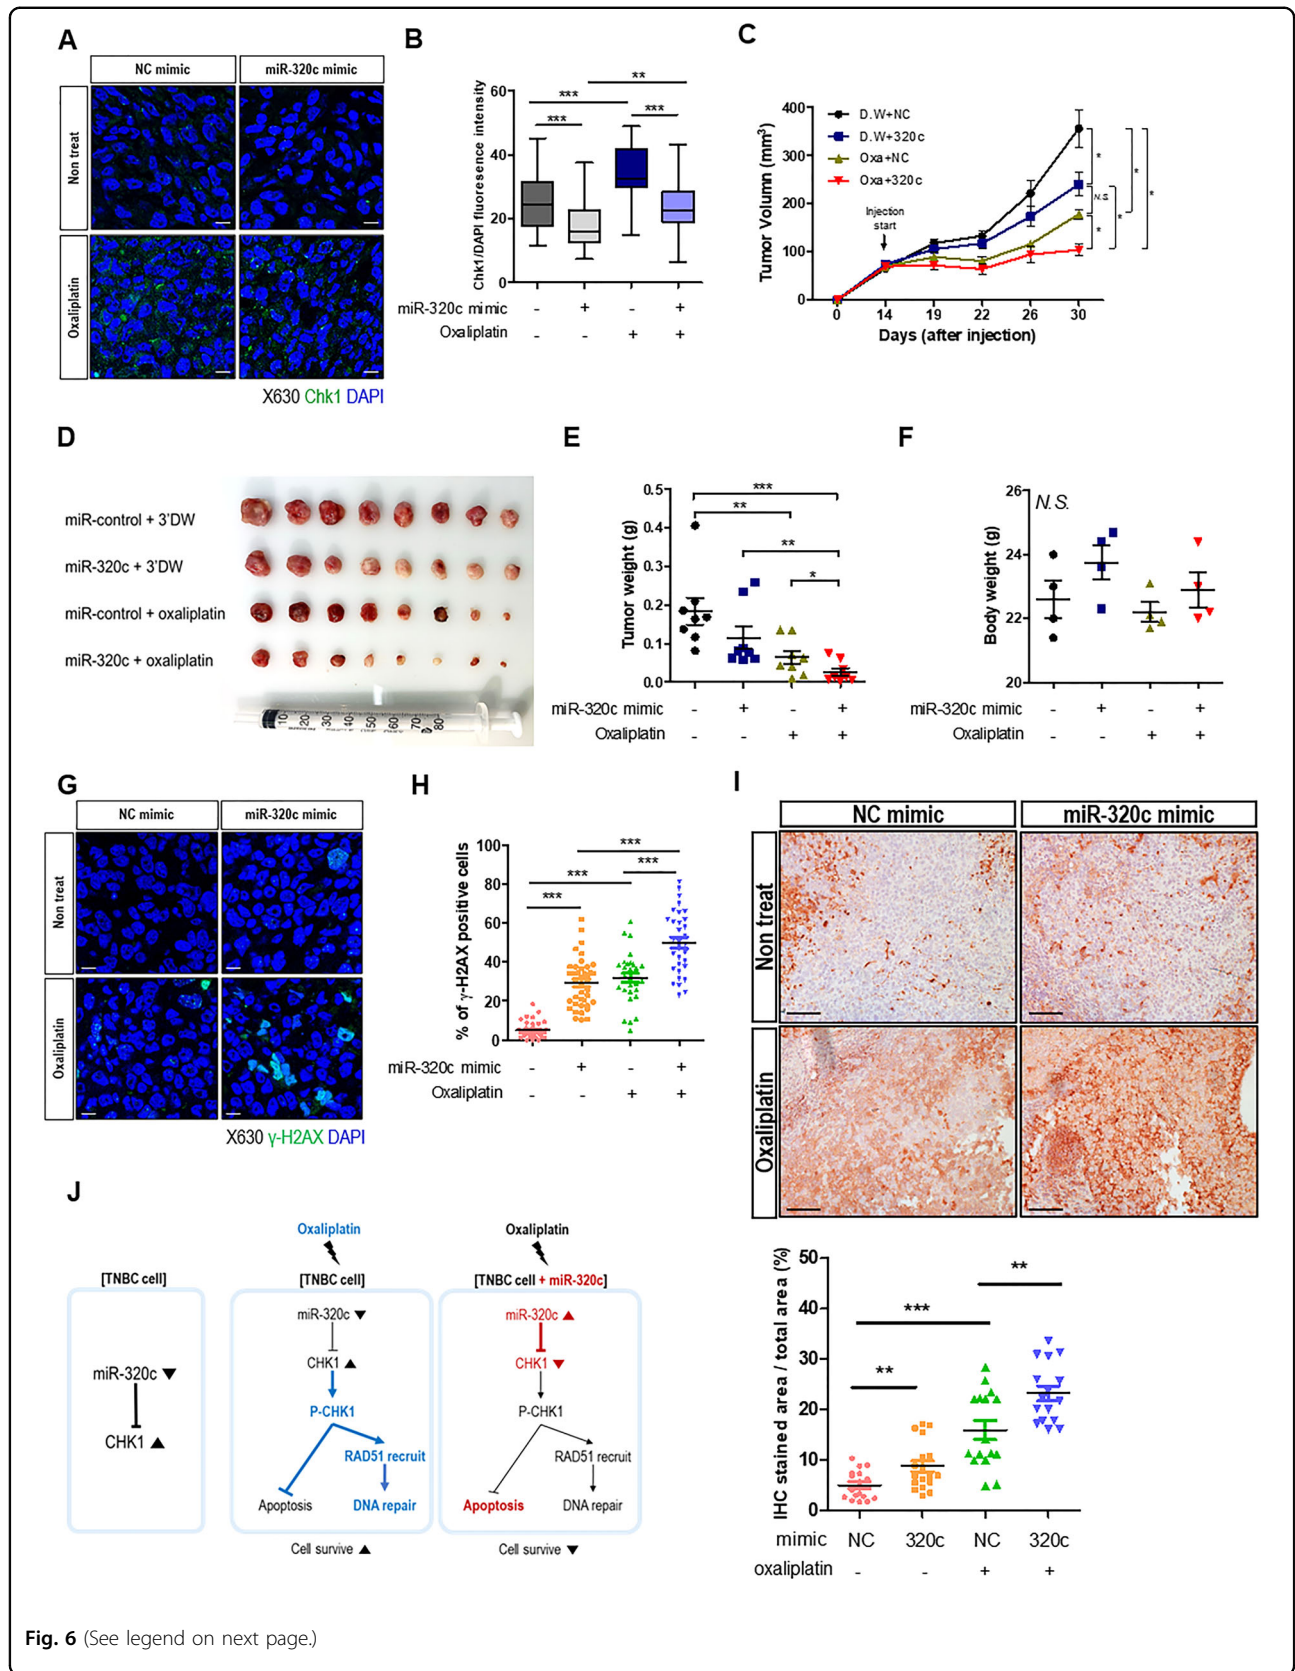 A
NC mimic
miR-320c mimic
Non treat
Oxaliplatin
X630 Chk1 DAPI
B
Chk1/DAPI fluoresence intensity
60
40
20
0
***
***
***
**
miR-320c mimic - + - +
Oxaliplatin - - + +
C
Tumor Volumn (mm3)
400
300
200
100
0
D.W+NC
D.W+320c
Oxa+NC
Oxa+320c
Injection
start
*
N.S.
*
*
*
*
0 14 19 22 26 30
Days (after injection)
D
miR-control + 3'DW
miR-320c + 3'DW
miR-control + oxaliplatin
miR-320c + oxaliplatin
10 20 30 40 50 60 70 80
E
Tumor weight (g)
0.5
0.4
0.3
0.2
0.1
0.0
***
**
**
*
miR-320c mimic - + - +
Oxaliplatin - - + +
F
Body weight (g)
26
24
22
20
N.S.
miR-320c mimic - + - +
Oxaliplatin - - + +
G
NC mimic
miR-320c mimic
Non treat
Oxaliplatin
X630 γ-H2AX DAPI
H
% of γ-H2AX positive cells
100
80
60
40
20
0
***
***
***
***
miR-320c mimic - + - +
Oxaliplatin - - + +
I
NC mimic
miR-320c mimic
Non treat
Oxaliplatin
IHC stained area / total area (%)
50
40
30
20
10
0
**
***
**
mimic NC 320c NC 320c
oxaliplatin - - + +
J
[TNBC cell]
miR-320c ▼
CHK1 ▲
Oxaliplatin
[TNBC cell]
miR-320c ▼
CHK1 ▲
P-CHK1
RAD51 recruit
Apoptosis
DNA repair
Cell survive ▲
Oxaliplatin
[TNBC cell + miR-320c]
miR-320c ▲
CHK1 ▼
P-CHK1
RAD51 recruit
Apoptosis
DNA repair
Cell survive ▼
Fig. 6 (See legend on next page.)